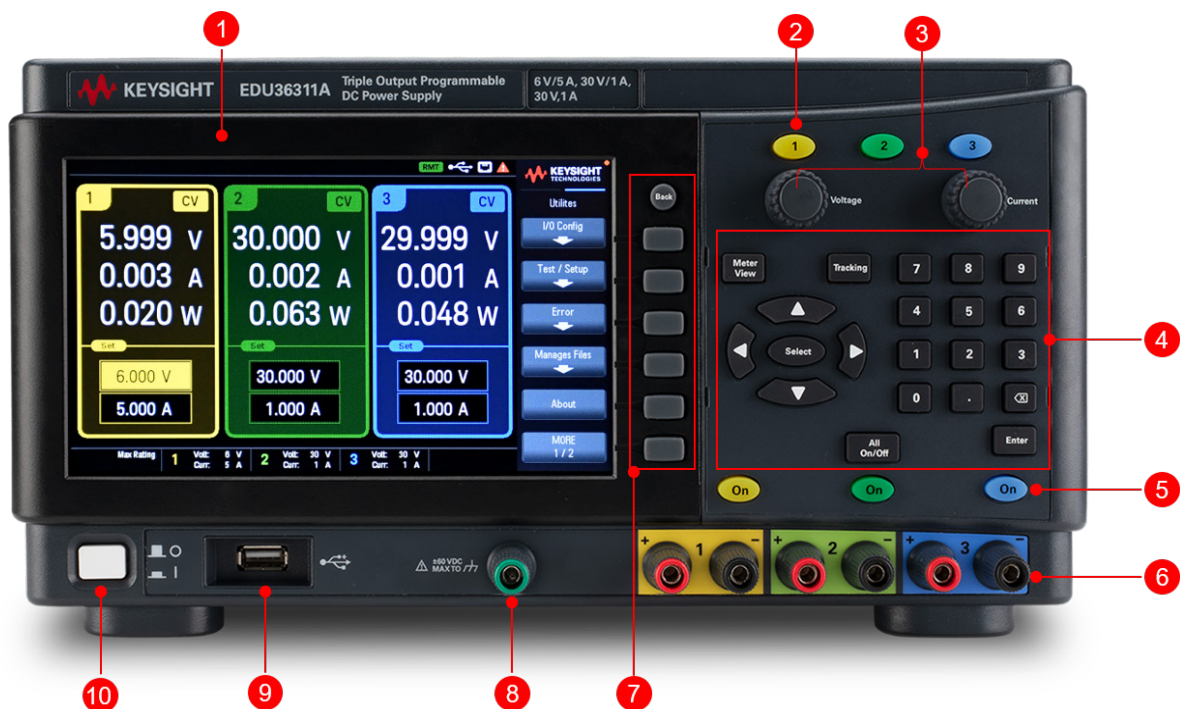 1
2
3
KEYSIGHT EDU36311A Triple Output Programmable DC Power Supply
6 V/5 A, 30 V/1 A, 30 V,1 A
1 2 3
Voltage
Current
RMT
KEYSIGHT
TECHNOLOGIES
Utilites
I/O Config
Test / Setup
Error
Manages Files
About
MORE
1 / 2
1 CV
5.999 V
0.003 A
0.020 W
Set
6.000 V
5.000 A
2 CV
30.000 V
0.002 A
0.063 W
Set
30.000 V
1.000 A
3 CV
29.999 V
0.001 A
0.048 W
Set
30.000 V
1.000 A
Max Rating 1 Volt: 6 V Curr: 5 A 2 Volt: 30 V Curr: 1 A 3 Volt: 30 V Curr: 1 A
Back
Meter View
Tracking
7 8 9
4 5 6
Select
1 2 3
0 .
All On/Off
Enter
4
On On On
5
+ 1 -
+ 2 -
+ 3 -
6
O
I
±60 VDC
MAX TO
10
9
8
7